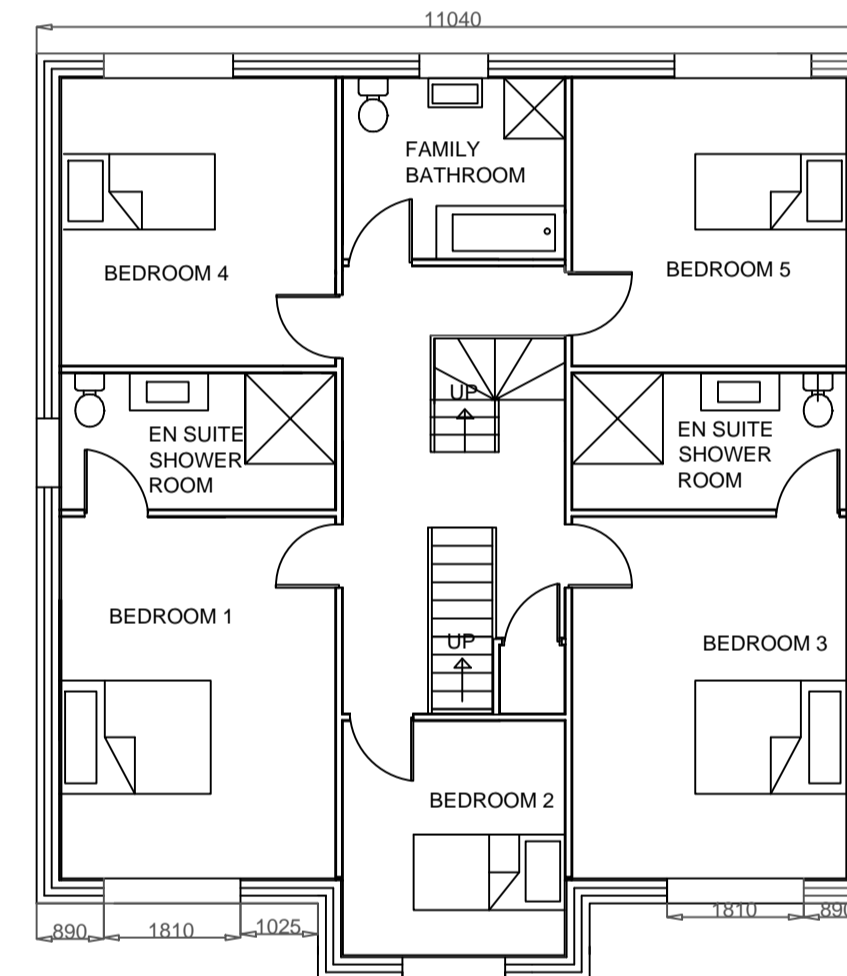 11040
FAMILY
BATHROOM
BEDROOM 4
BEDROOM 5
UP
EN SUITE
SHOWER
ROOM
EN SUITE
SHOWER
ROOM
BEDROOM 1
UP
BEDROOM 3
BEDROOM 2
890
1810
1025
1810
890